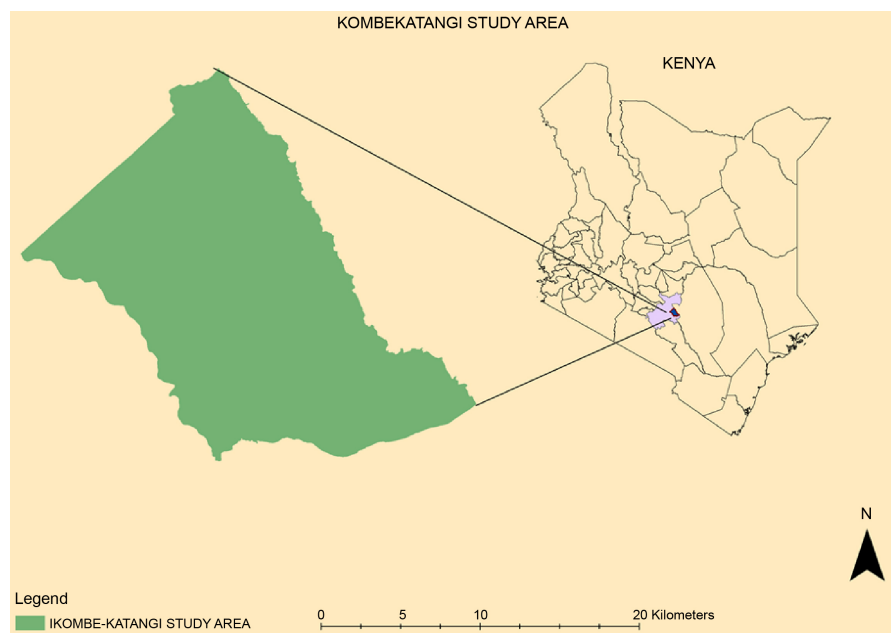 KOMBEKATANGI STUDY AREA
KENYA
N
Legend
IKOMBE-KATANGI STUDY AREA
0 5 10 20 Kilometers